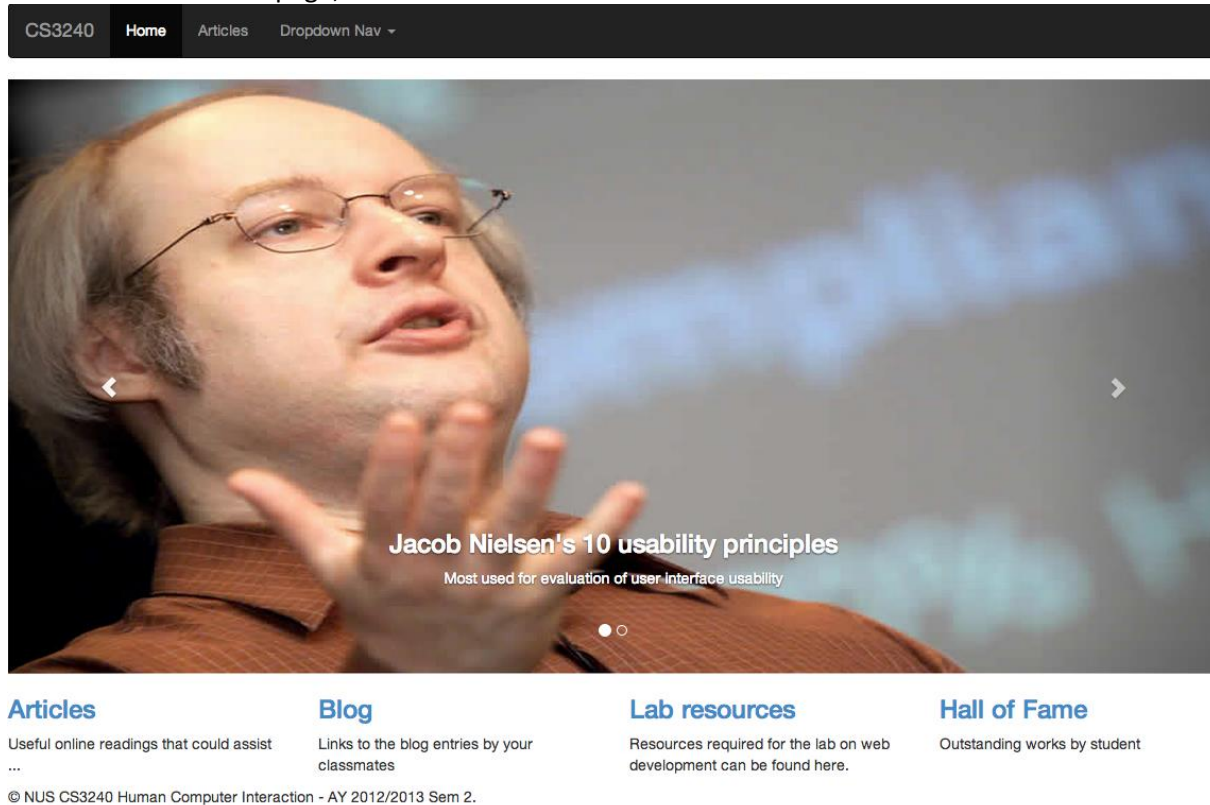 CS3240 Home Articles Dropdown Nav
Jacob Nielsen's 10 usability principles
Most used for evaluation of user interface usability
Articles
Useful online readings that could assist
...
Blog
Links to the blog entries by your
classmates
Lab resources
Resources required for the lab on web
development can be found here.
Hall of Fame
Outstanding works by student
© NUS CS3240 Human Computer Interaction - AY 2012/2013 Sem 2.